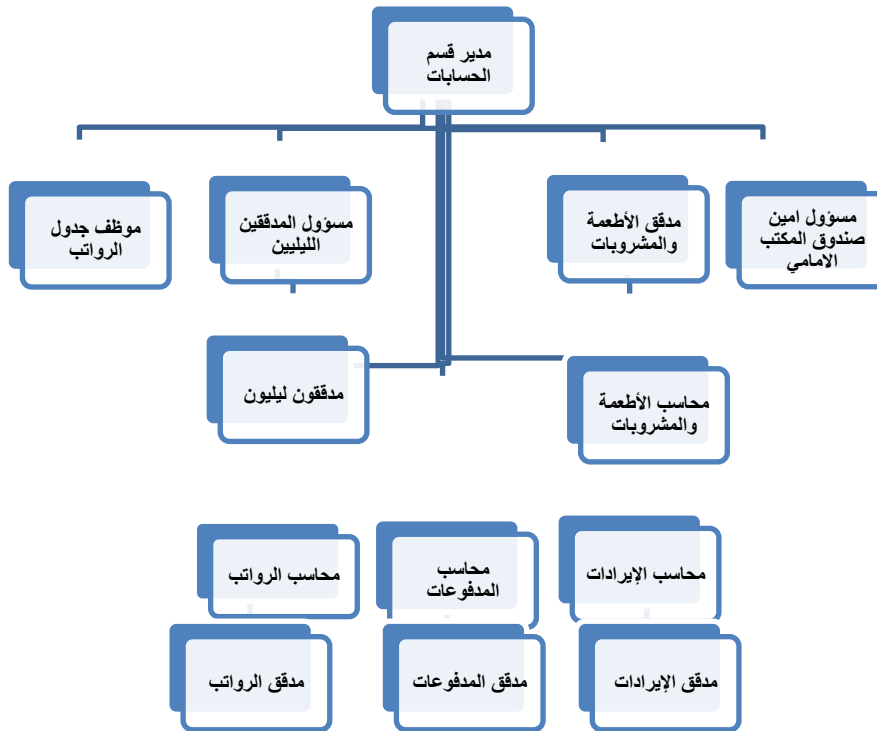 مدير قسم
الحسابات
مسؤول امين
صندوق المكتب
الامامي
مدقق الأطعمة
والمشروبات
مسؤول المدققين
الليليين
موظف جدول
الرواتب
محاسب الأطعمة
والمشروبات
مدققون ليليون
محاسب الإيرادات
محاسب
المدفوعات
محاسب الرواتب
مدقق الإيرادات
مدقق المدفوعات
مدقق الرواتب